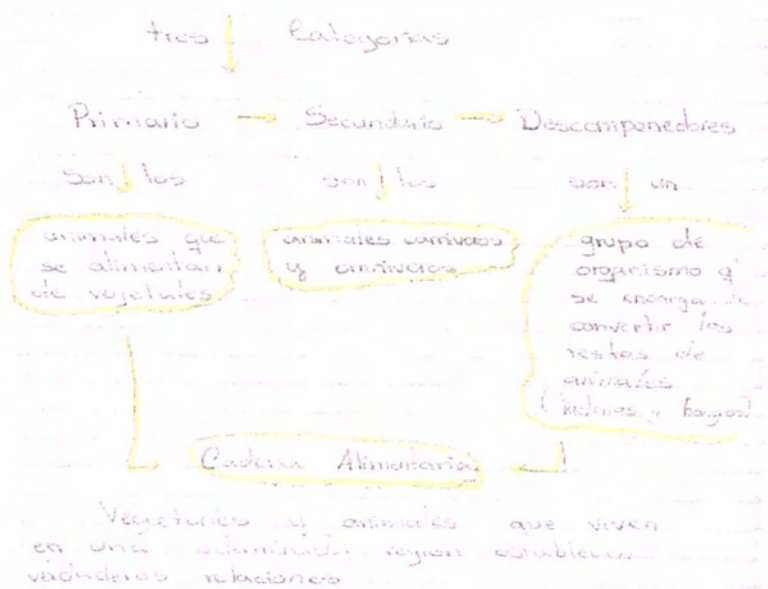 tres Categorias
Primario Secundario Descomponedores
son los son los son un
animales que
se alimentan
de vegetales
animales carnivoros
y omnivoros
grupo de
organismo q'
se encarga de
convertir los
restos de
animales
(bacterias y hongos)
Cadena Alimentaria
Vegetales y animales que viven
en una determinada region establecen
verdaderas relaciones